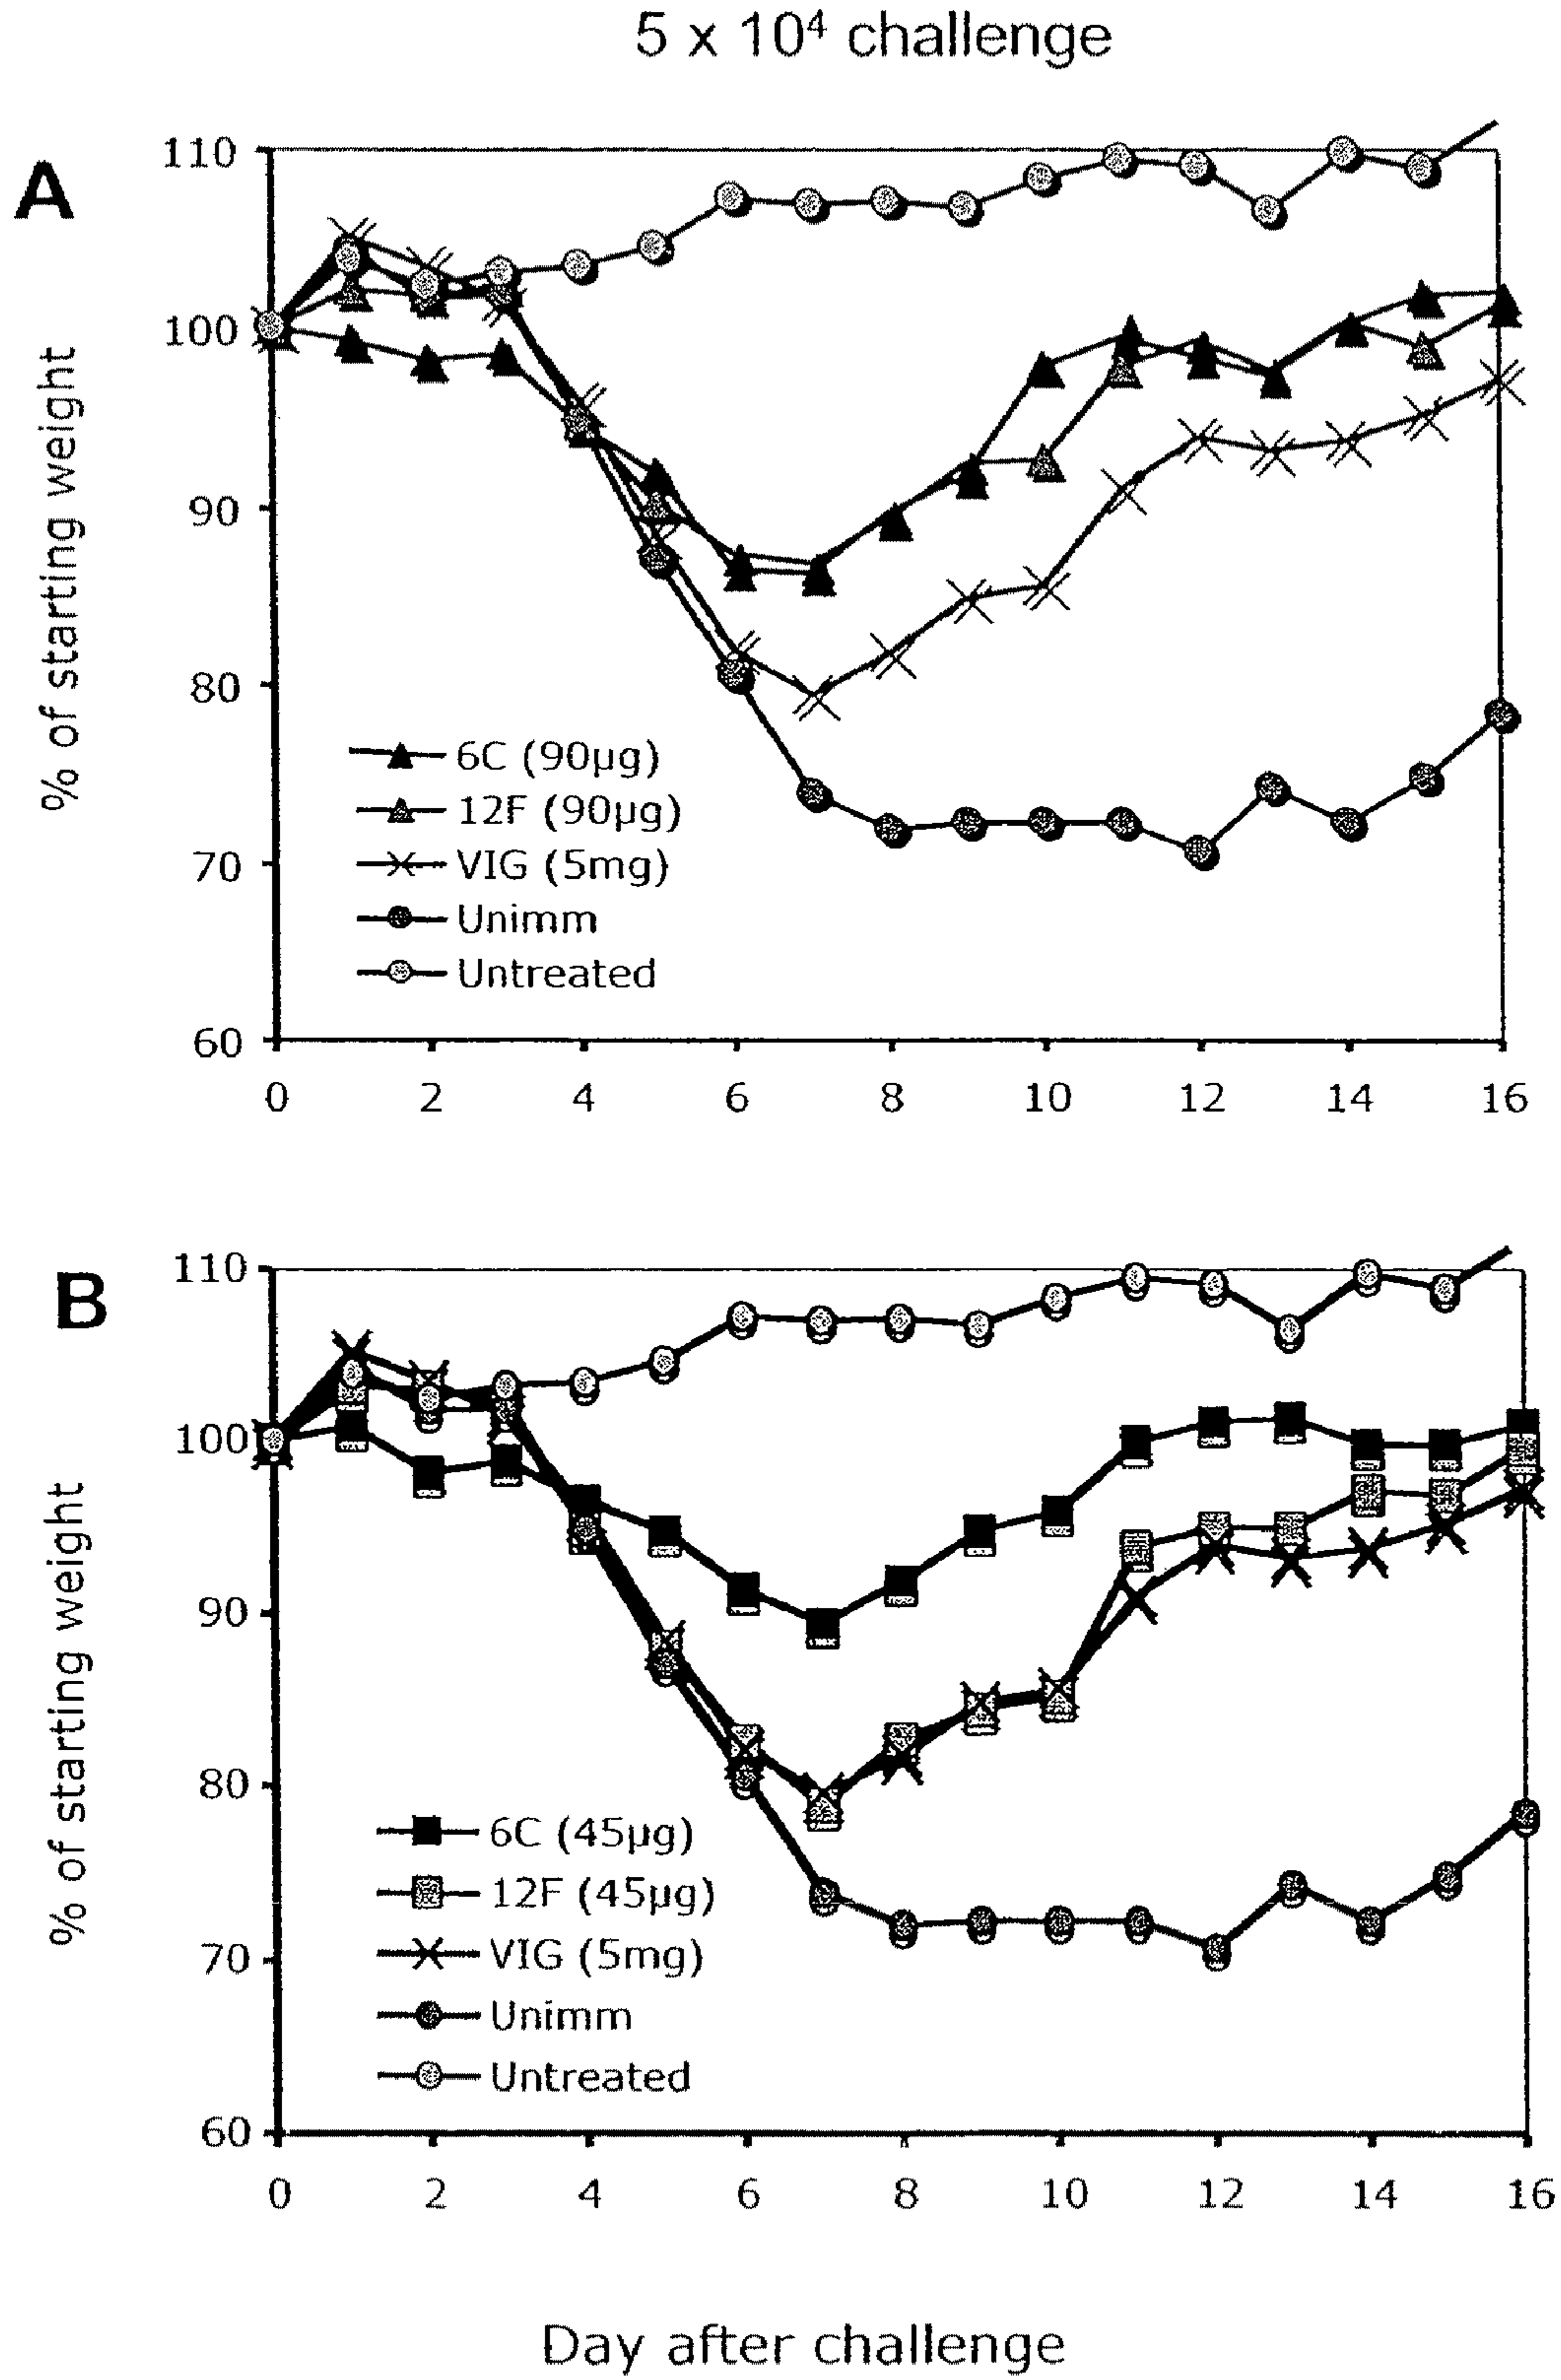 5 x 10⁴ challenge
A
110
100
90
80
70
60
% of starting weight
6C (90µg)
12F (90µg)
VIG (5mg)
Unimm
Untreated
0 2 4 6 8 10 12 14 16
B
110
100
90
80
70
60
% of starting weight
6C (45µg)
12F (45µg)
VIG (5mg)
Unimm
Untreated
0 2 4 6 8 10 12 14 16
Day after challenge